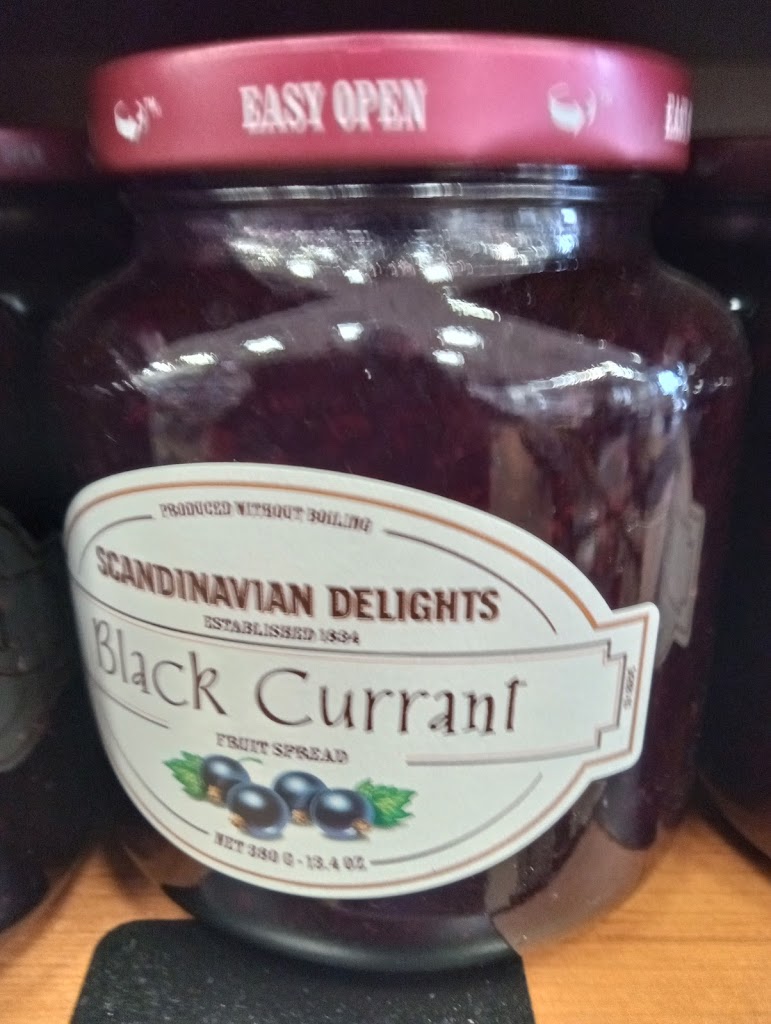 EASY OPEN
PRODUCED WITHOUT BOILING
SCANDINAVIAN DELIGHTS
ESTABLISHED 1884
Black Currant
FRUIT SPREAD
NET 380 G - 13.4 OZ